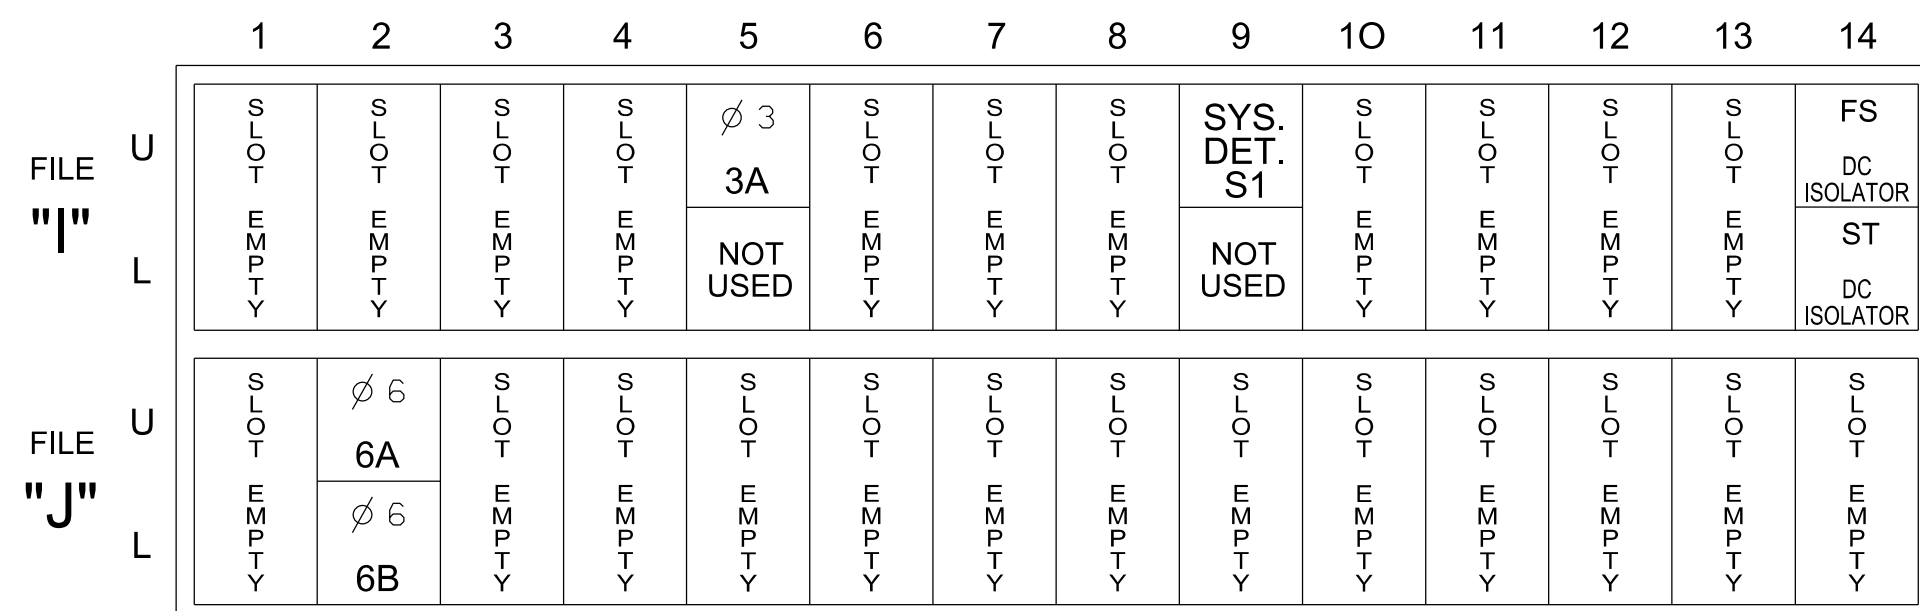 1 2 3 4 5 6 7 8 9 10 11 12 13 14
FILE
"I"
U
L
SLOT EMPTY
SLOT EMPTY
SLOT EMPTY
SLOT EMPTY
Ø 3
3A
NOT
USED
SLOT EMPTY
SLOT EMPTY
SLOT EMPTY
SYS.
DET.
S1
NOT
USED
SLOT EMPTY
SLOT EMPTY
SLOT EMPTY
SLOT EMPTY
FS
DC
ISOLATOR
ST
DC
ISOLATOR
FILE
"J"
U
L
SLOT EMPTY
Ø 6
6A
Ø 6
6B
SLOT EMPTY
SLOT EMPTY
SLOT EMPTY
SLOT EMPTY
SLOT EMPTY
SLOT EMPTY
SLOT EMPTY
SLOT EMPTY
SLOT EMPTY
SLOT EMPTY
SLOT EMPTY
SLOT EMPTY